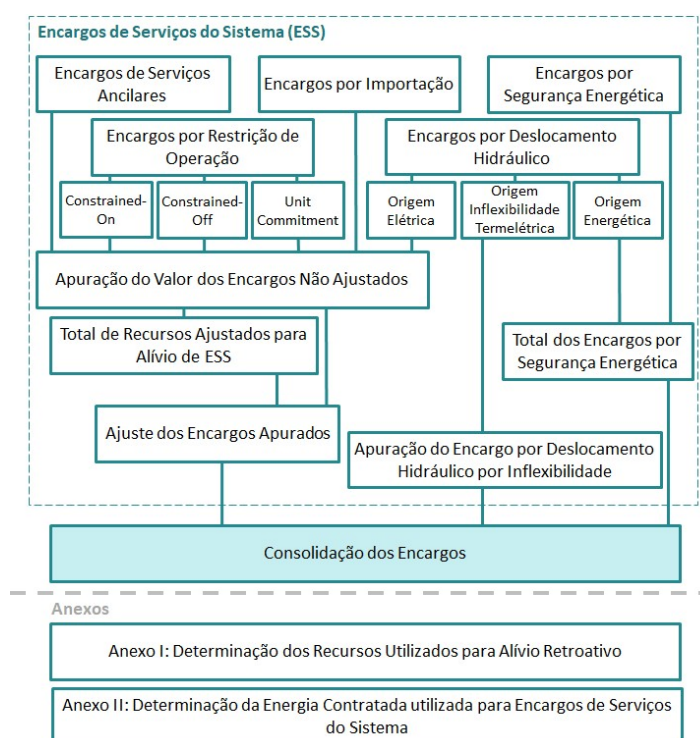 Encargos de Serviços do Sistema (ESS)
Encargos de Serviços
Ancilares
Encargos por Importação
Encargos por
Segurança Energética
Encargos por Restrição de
Operação
Encargos por Deslocamento
Hidráulico
Constrained-
On
Constrained-
Off
Unit
Commitment
Origem
Elétrica
Origem
Inflexibilidade
Termelétrica
Origem
Energética
Apuração do Valor dos Encargos Não Ajustados
Total de Recursos Ajustados para
Alívio de ESS
Total dos Encargos por
Segurança Energética
Ajuste dos Encargos Apurados
Apuração do Encargo por Deslocamento
Hidráulico por Inflexibilidade
Consolidação dos Encargos
Anexos
Anexo I: Determinação dos Recursos Utilizados para Alívio Retroativo
Anexo II: Determinação da Energia Contratada utilizada para Encargos de Serviços
do Sistema